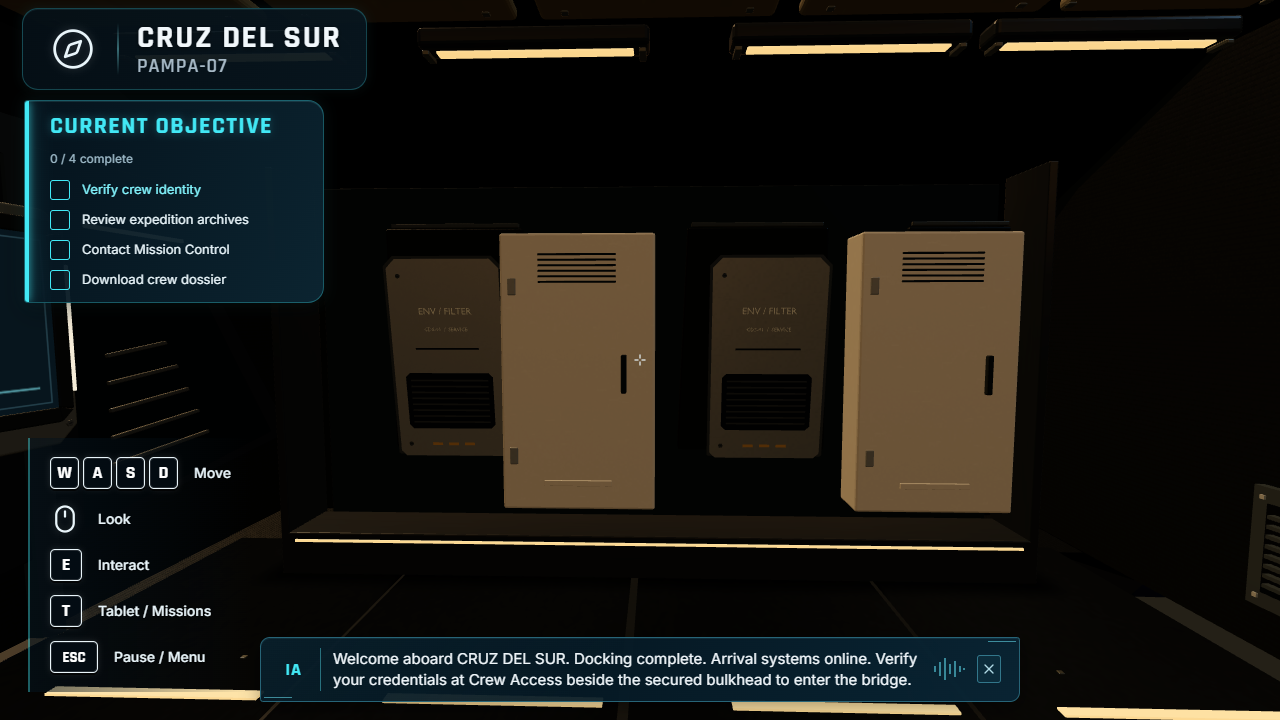 CRUZ DEL SUR
PAMPA-07
CURRENT OBJECTIVE
0 / 4 complete
Verify crew identity
Review expedition archives
Contact Mission Control
Download crew dossier
ENV / FILTER
ENV / FILTER
W A S D Move
Look
E Interact
T Tablet / Missions
ESC Pause / Menu
IA
Welcome aboard CRUZ DEL SUR. Docking complete. Arrival systems online. Verify
your credentials at Crew Access beside the secured bulkhead to enter the bridge.